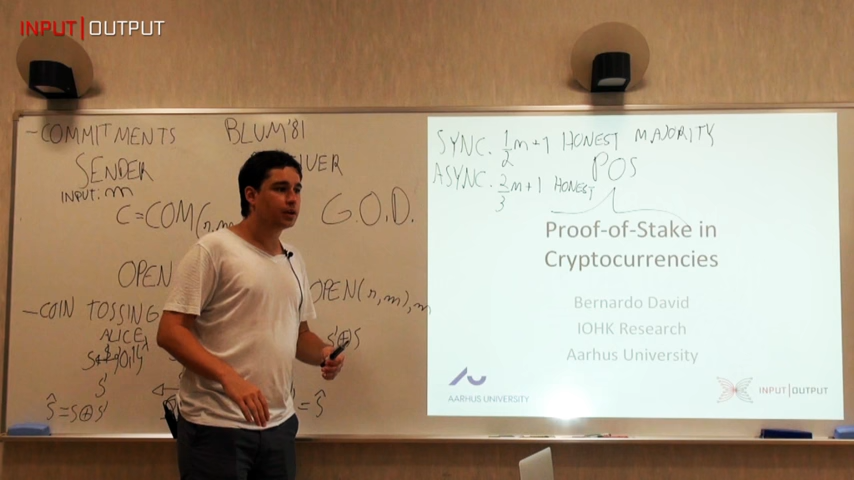 INPUT|OUTPUT
-COMMITMENTS BLUM'81
SENDER
INPUT: m
C=COM(r,m
G.O.D.
OPEN
OPEN(r,m), m
-COIN TOSSING
ALICE
S'⊕S
S'
Ŝ=S⊕S'
=Ŝ
SYNC. 1/2 m+1 HONEST MAJORITY
ASYNC. 2/3 m+1 HONEST
POS
Proof-of-Stake in
Cryptocurrencies
Bernardo David
IOHK Research
Aarhus University
AARHUS UNIVERSITY
INPUT|OUTPUT